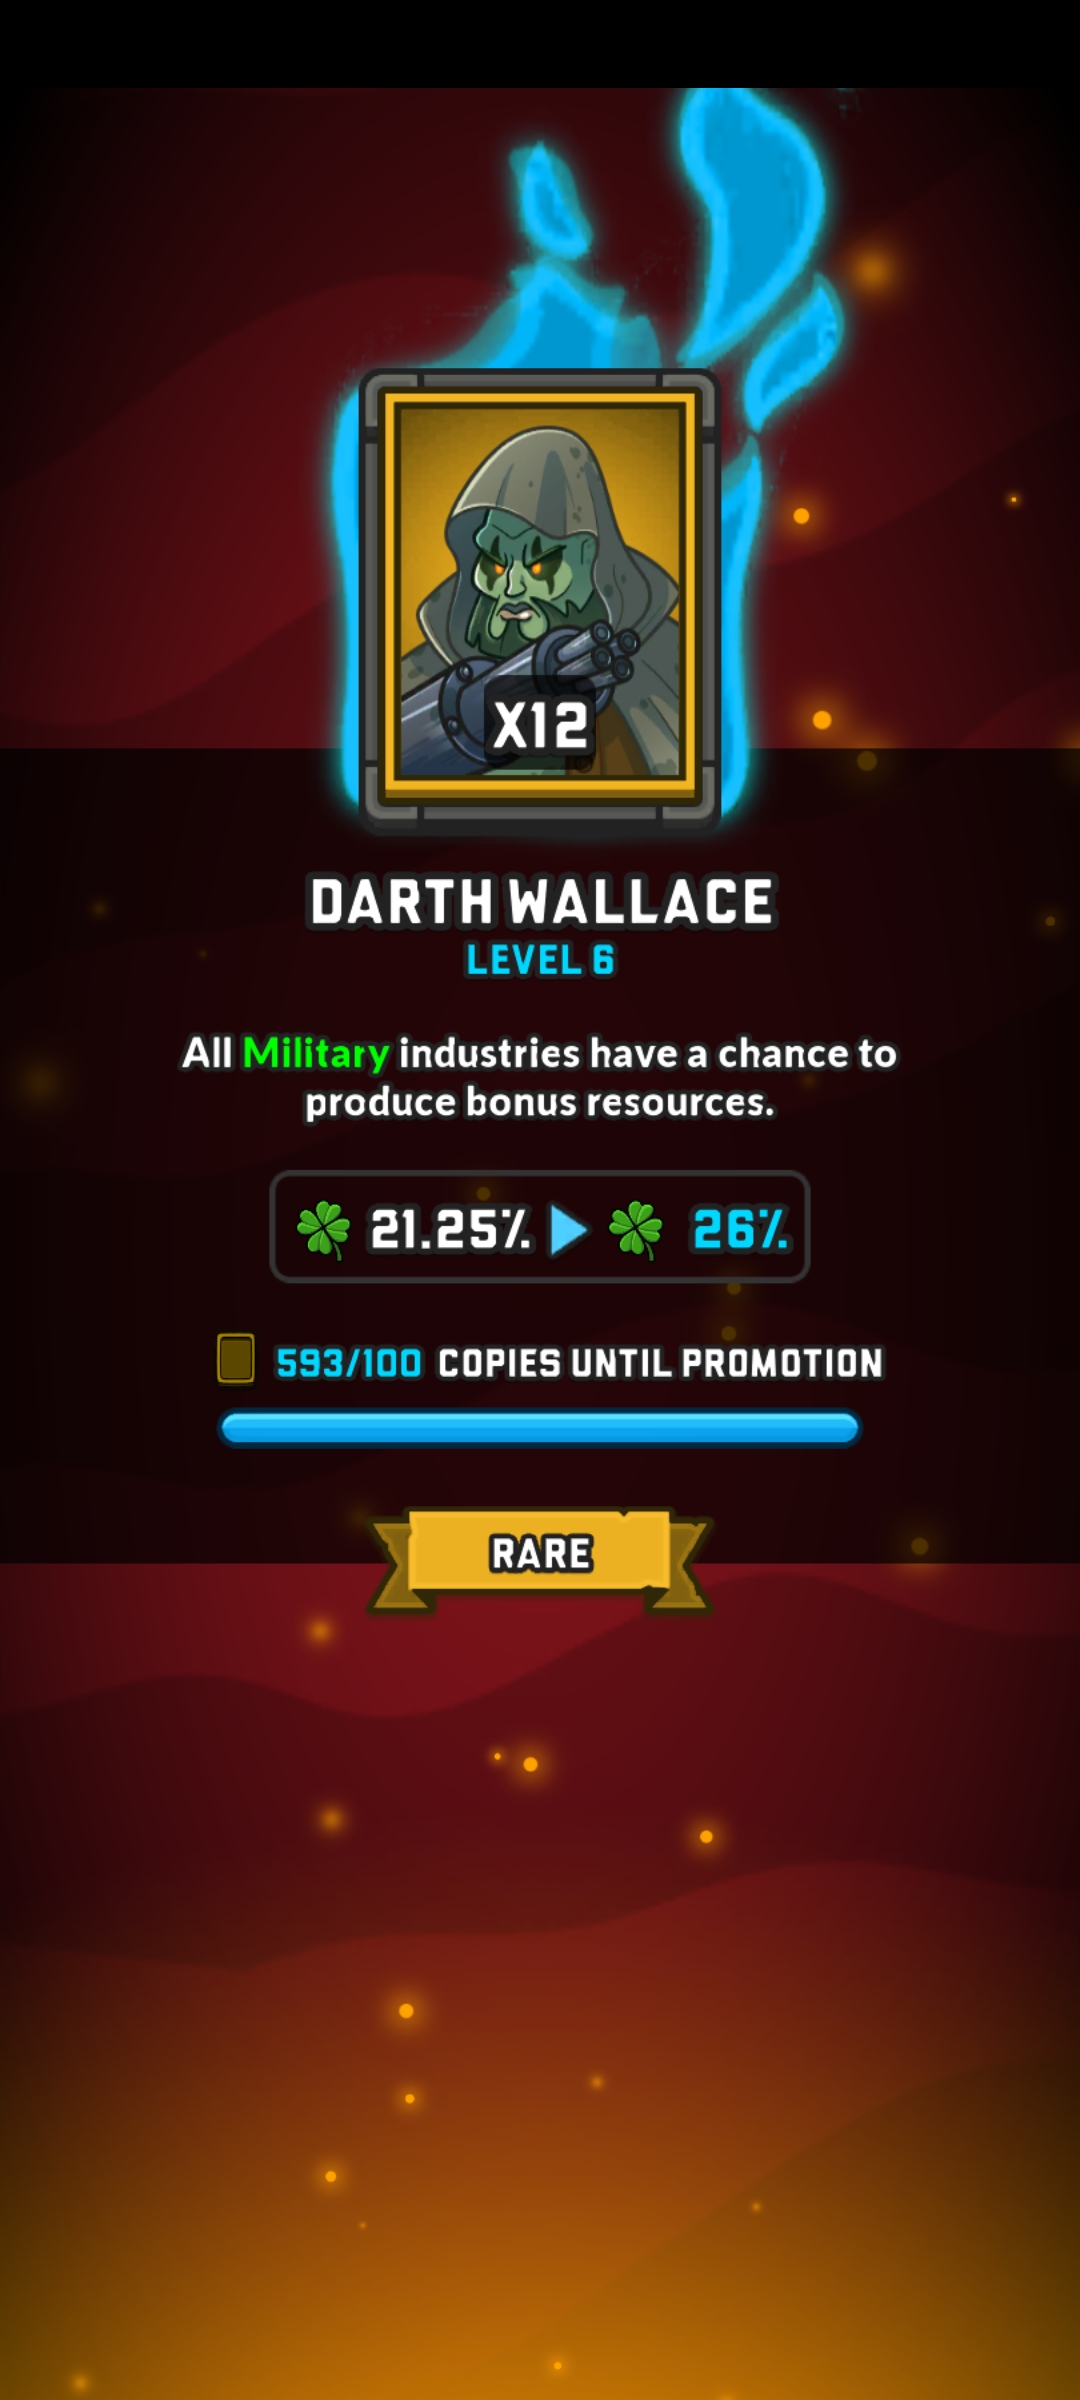 X12
DARTH WALLACE
LEVEL 6
All Military industries have a chance to
produce bonus resources.
21.25% 26%
593/100 COPIES UNTIL PROMOTION
RARE